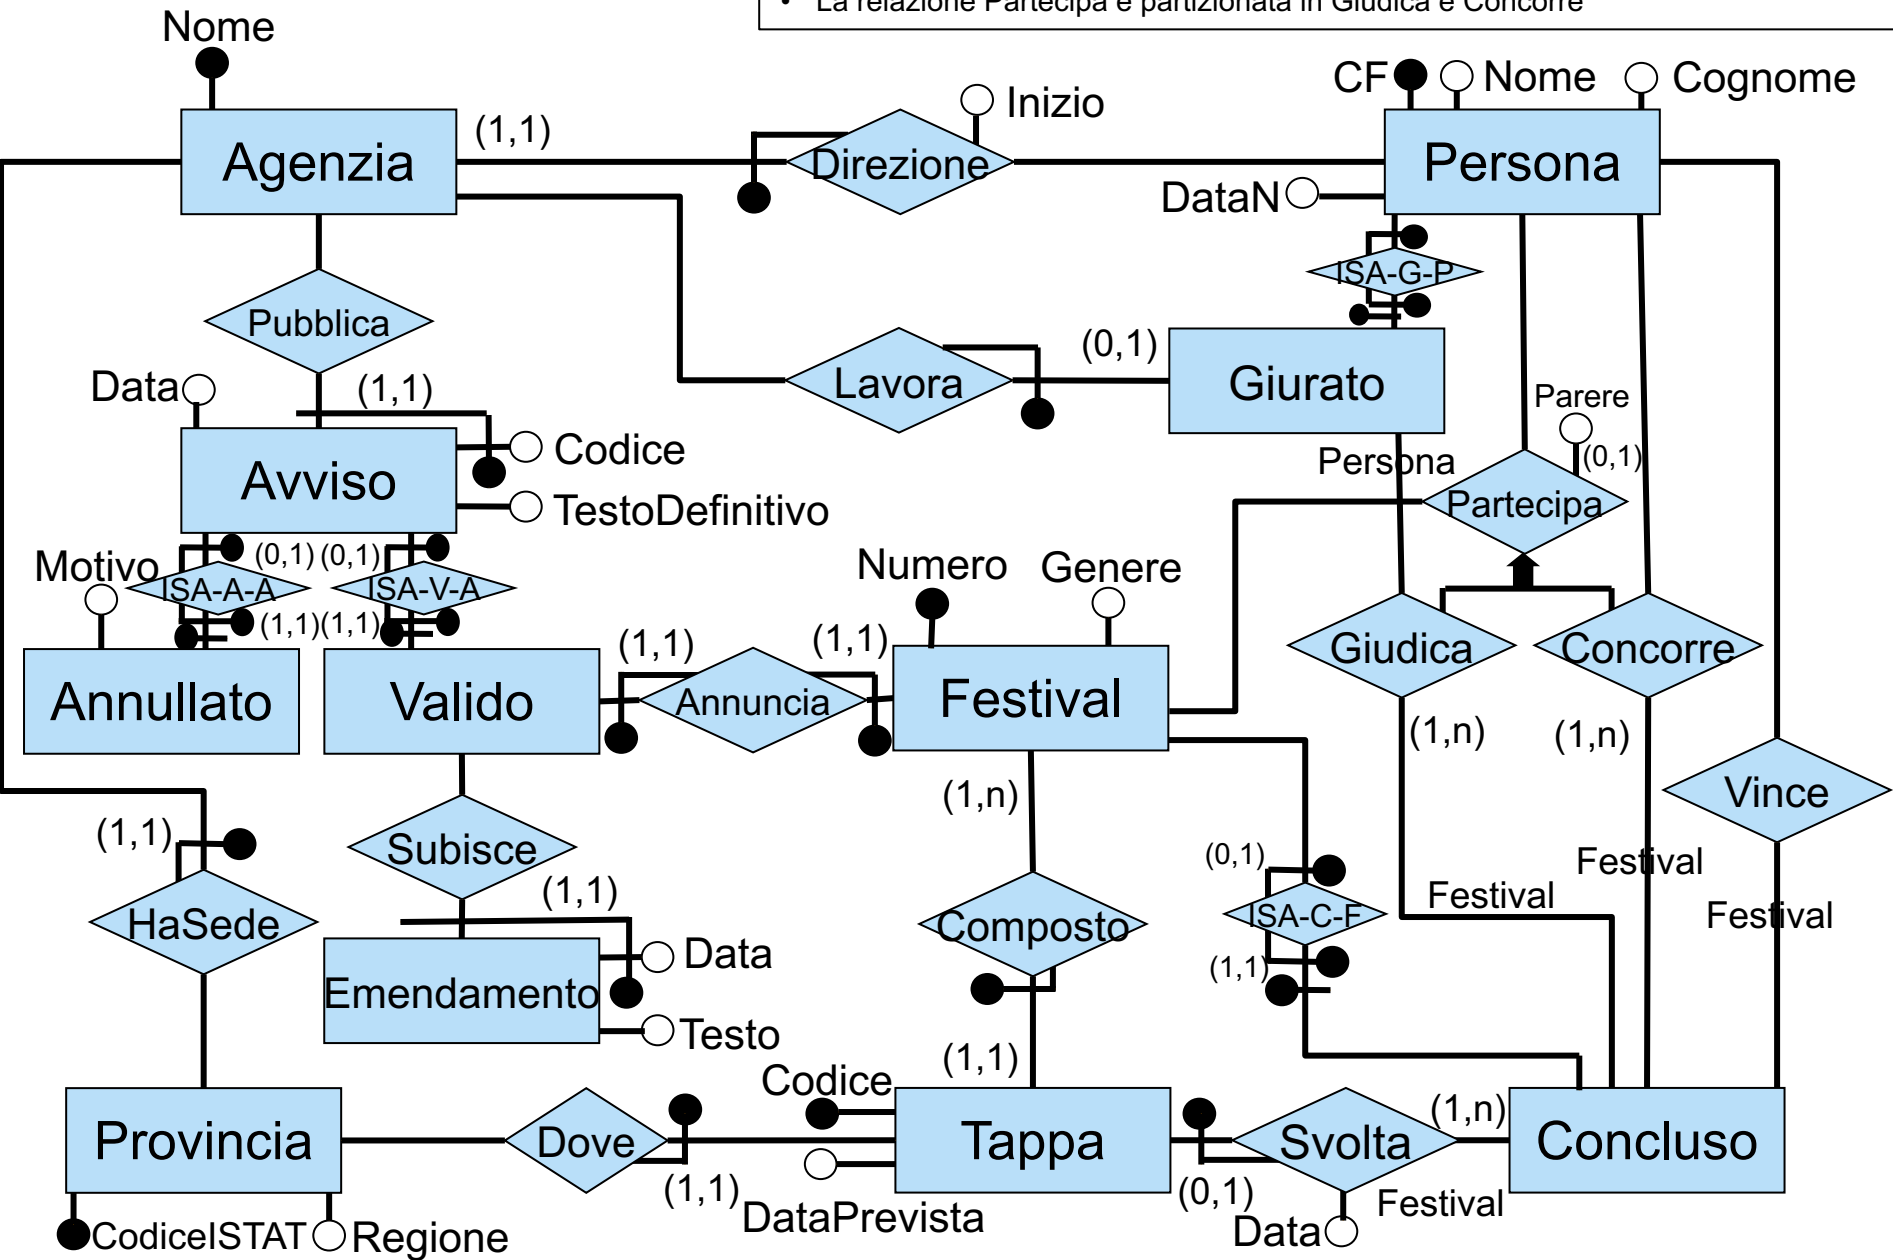 • La relazione Partecipa è partizionata in Giudica e Concorre
Nome
CF
Nome
Cognome
Inizio
(1,1)
Agenzia
Direzione
Persona
DataN
ISA-G-P
Pubblica
(0,1)
Data
(1,1)
Lavora
Giurato
Parere
Codice
Persona
(0,1)
Avviso
Partecipa
TestoDefinitivo
Motivo
(0,1)
(0,1)
Numero
Genere
ISA-A-A
ISA-V-A
(1,1)
(1,1)
(1,1)
(1,1)
Giudica
Concorre
Annullato
Valido
Annuncia
Festival
(1,n)
(1,n)
(1,n)
Vince
(1,1)
Subisce
(0,1)
Festival
(1,1)
Festival
HaSede
Composto
ISA-C-F
Festival
Data
(1,1)
Emendamento
Testo
(1,1)
Codice
(1,n)
Provincia
Dove
Tappa
Svolta
Concluso
(1,1)
(0,1)
DataPrevista
Festival
CodiceISTAT
Regione
Data